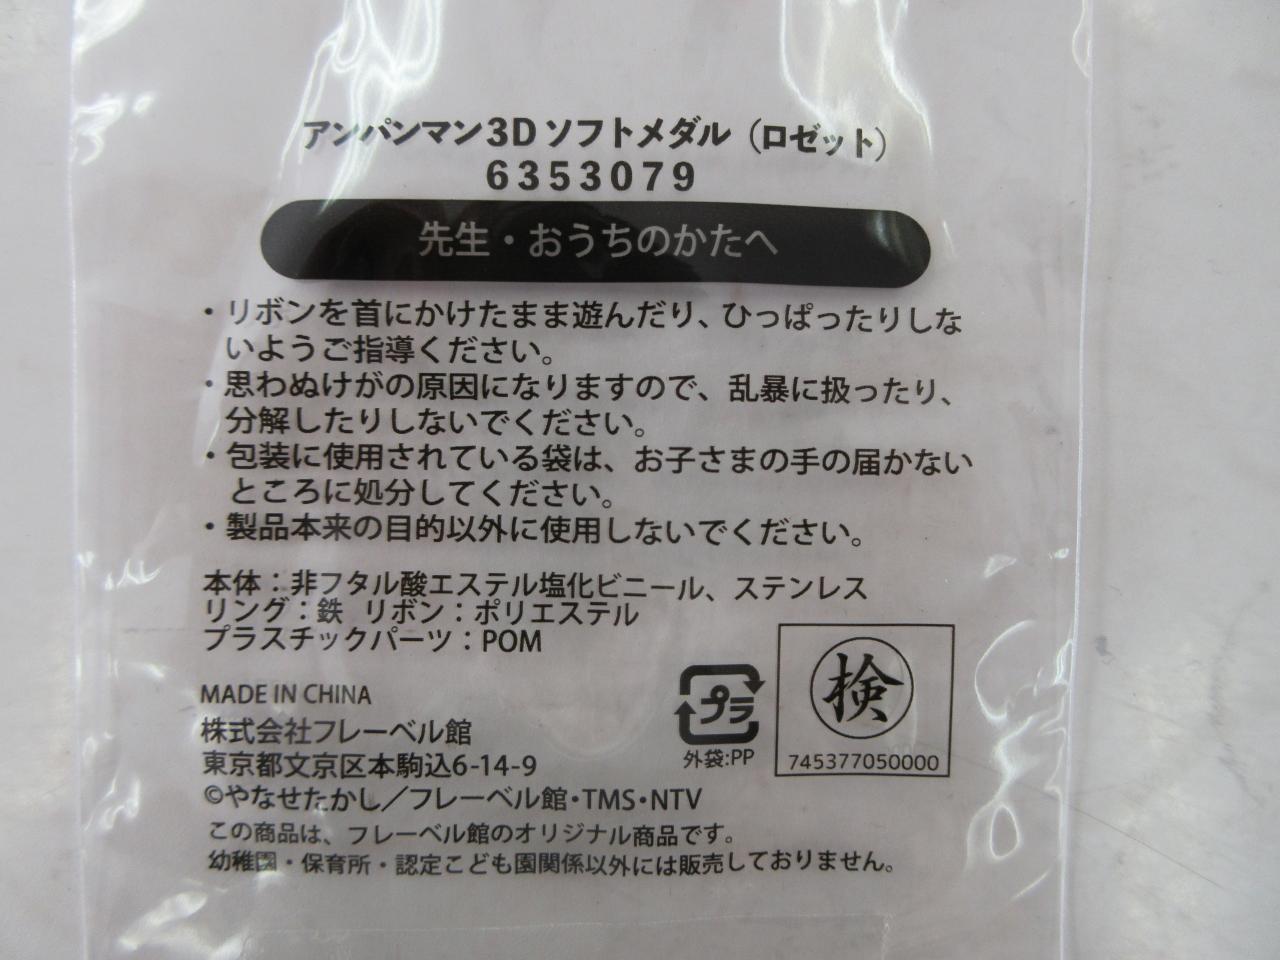 アンパンマン3Dソフトメダル（ロゼット）
6353079
先生・おうちのかたへ
・リボンを首にかけたまま遊んだり、ひっぱったりしな
いようご指導ください。
・思わぬけがの原因になりますので、乱暴に扱ったり、
分解したりしないでください。
・包装に使用されている袋は、お子さまの手の届かない
ところに処分してください。
・製品本来の目的以外に使用しないでください。
本体：非フタル酸エステル塩化ビニール、ステンレス
リング：鉄 リボン：ポリエステル
プラスチックパーツ：POM
MADE IN CHINA
株式会社フレーベル館
東京都文京区本駒込6-14-9
©やなせたかし／フレーベル館・TMS・NTV
この商品は、フレーベル館のオリジナル商品です。
幼稚園・保育所・認定こども園関係以外には販売しておりません。
プラ
外袋:PP
検
745377050000